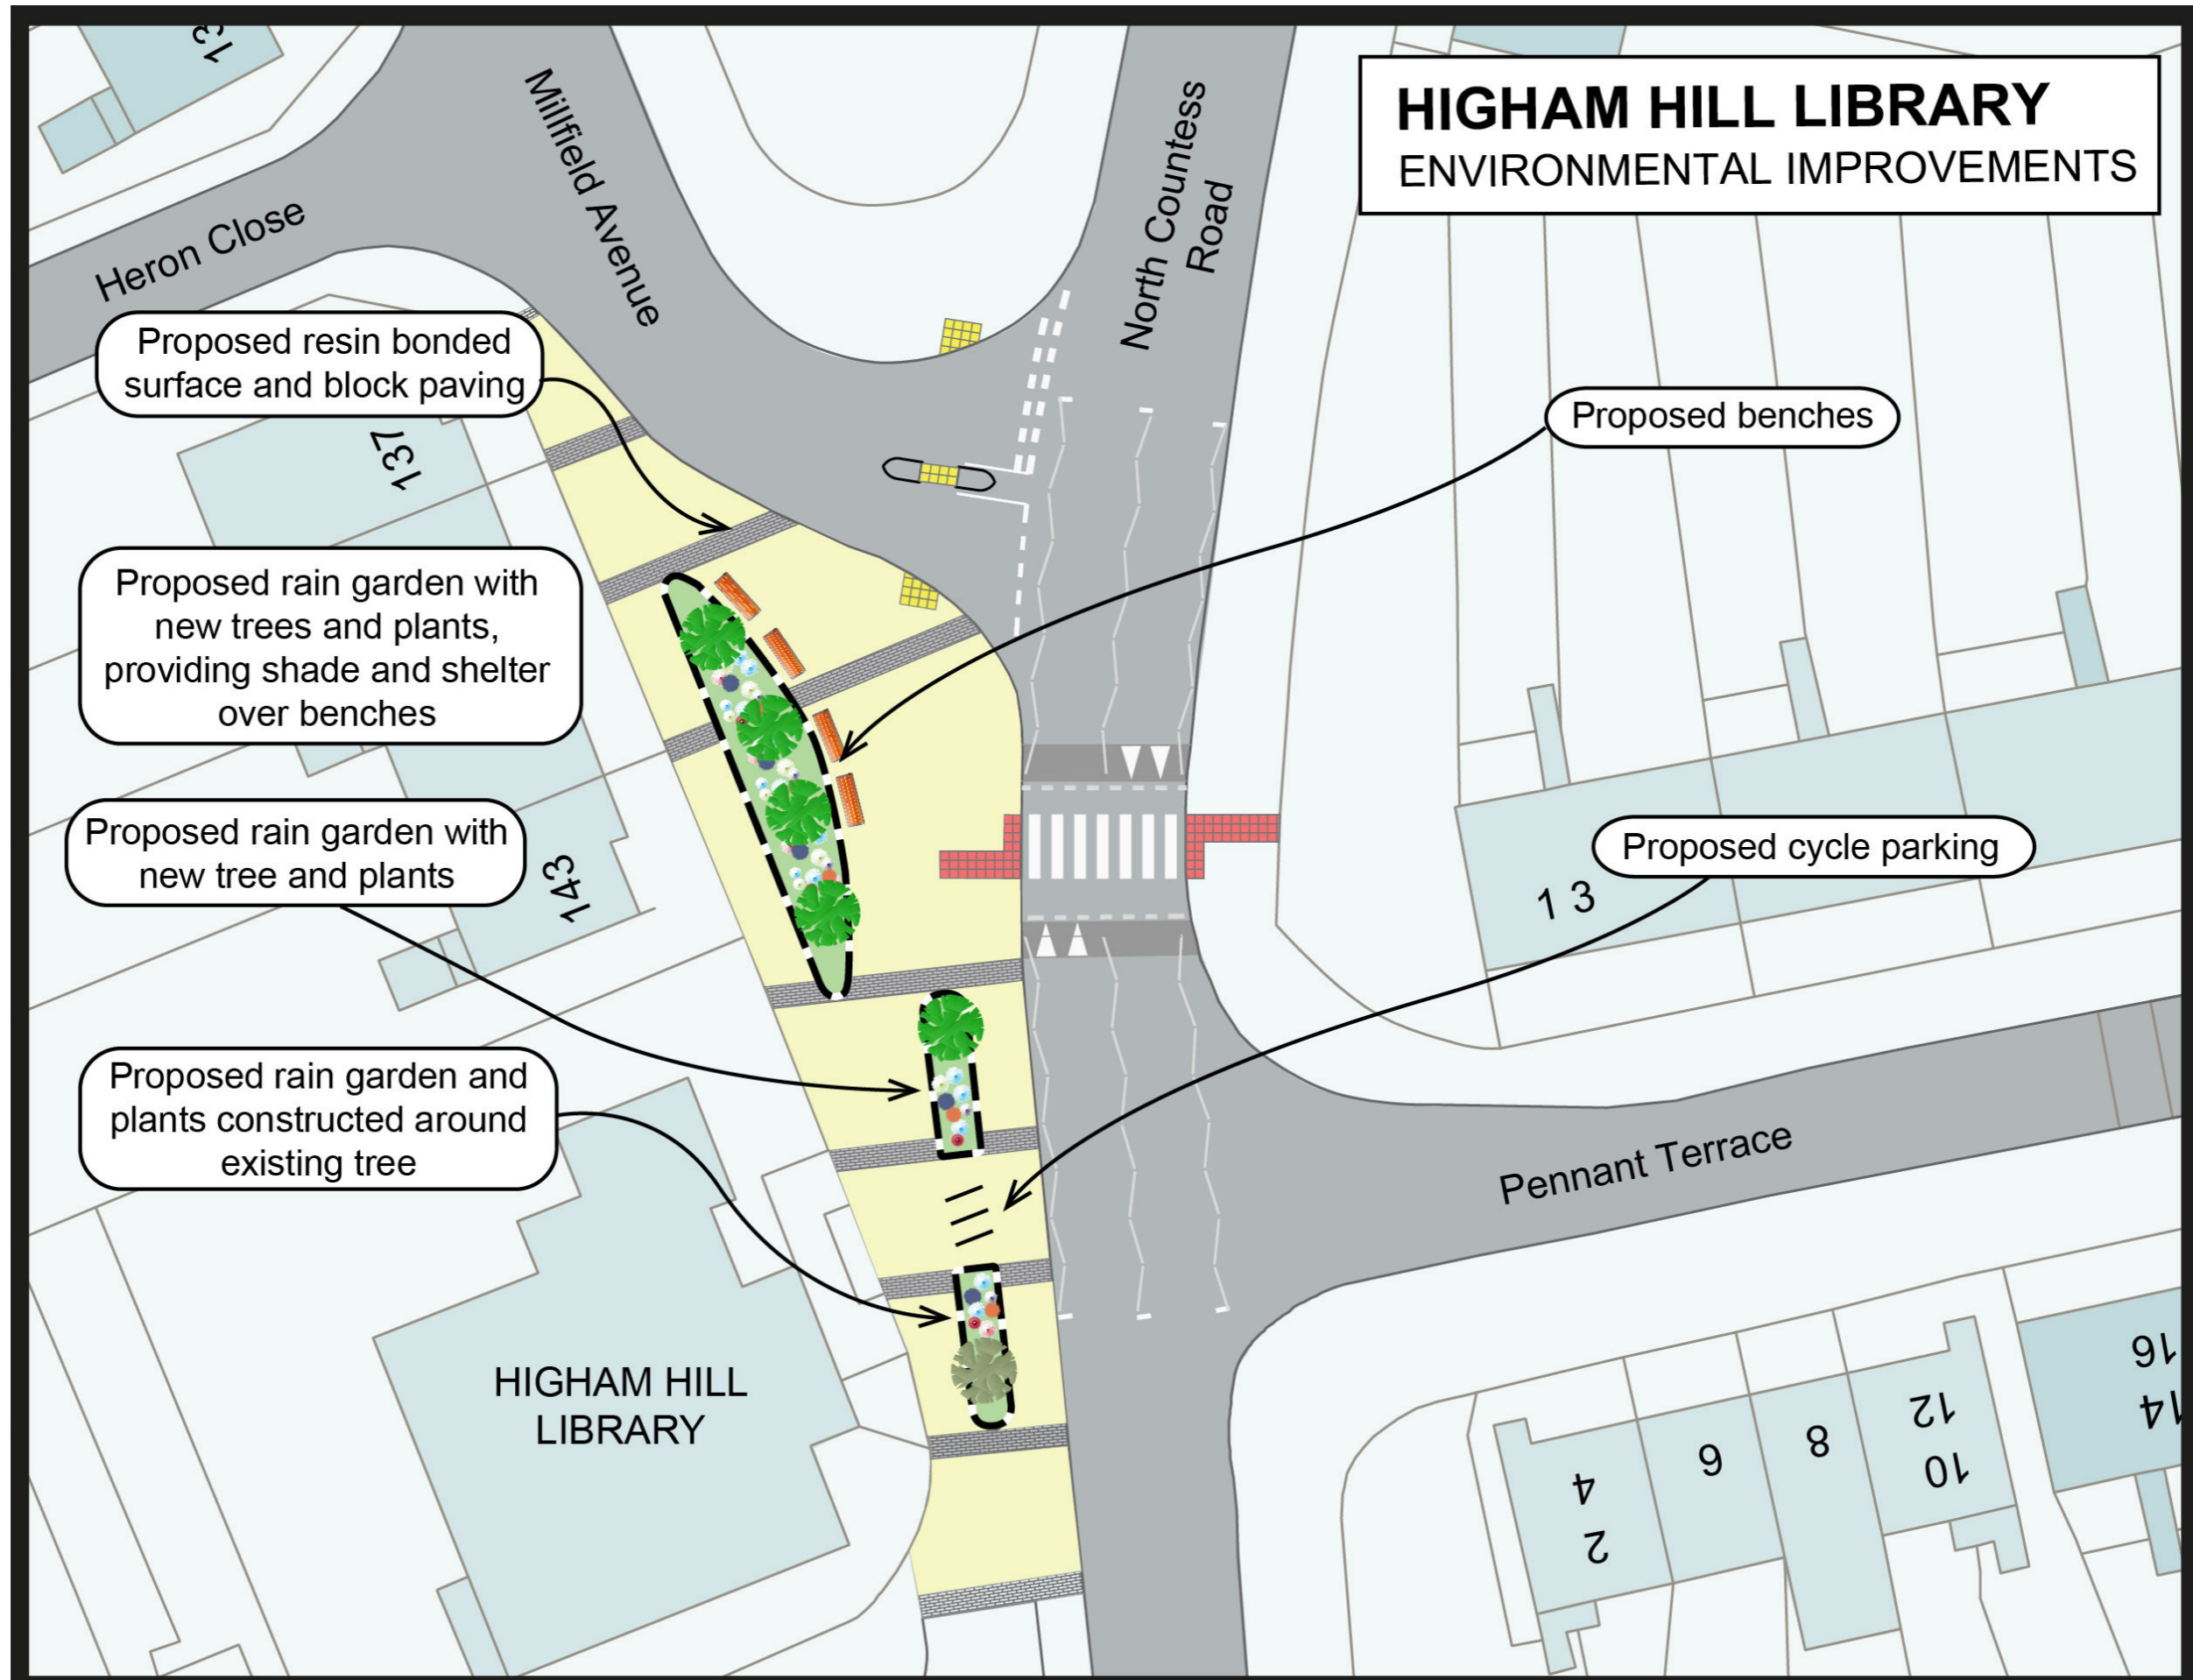 HIGHAM HILL LIBRARY
ENVIRONMENTAL IMPROVEMENTS
13
Millfield Avenue
North Countess
Road
Heron Close
Proposed resin bonded
surface and block paving
137
Proposed benches
Proposed rain garden with
new trees and plants,
providing shade and shelter
over benches
Proposed rain garden with
new tree and plants
143
Proposed cycle parking
1 3
Proposed rain garden and
plants constructed around
existing tree
Pennant Terrace
HIGHAM HILL
LIBRARY
16
14
12
10
8
6
4
2